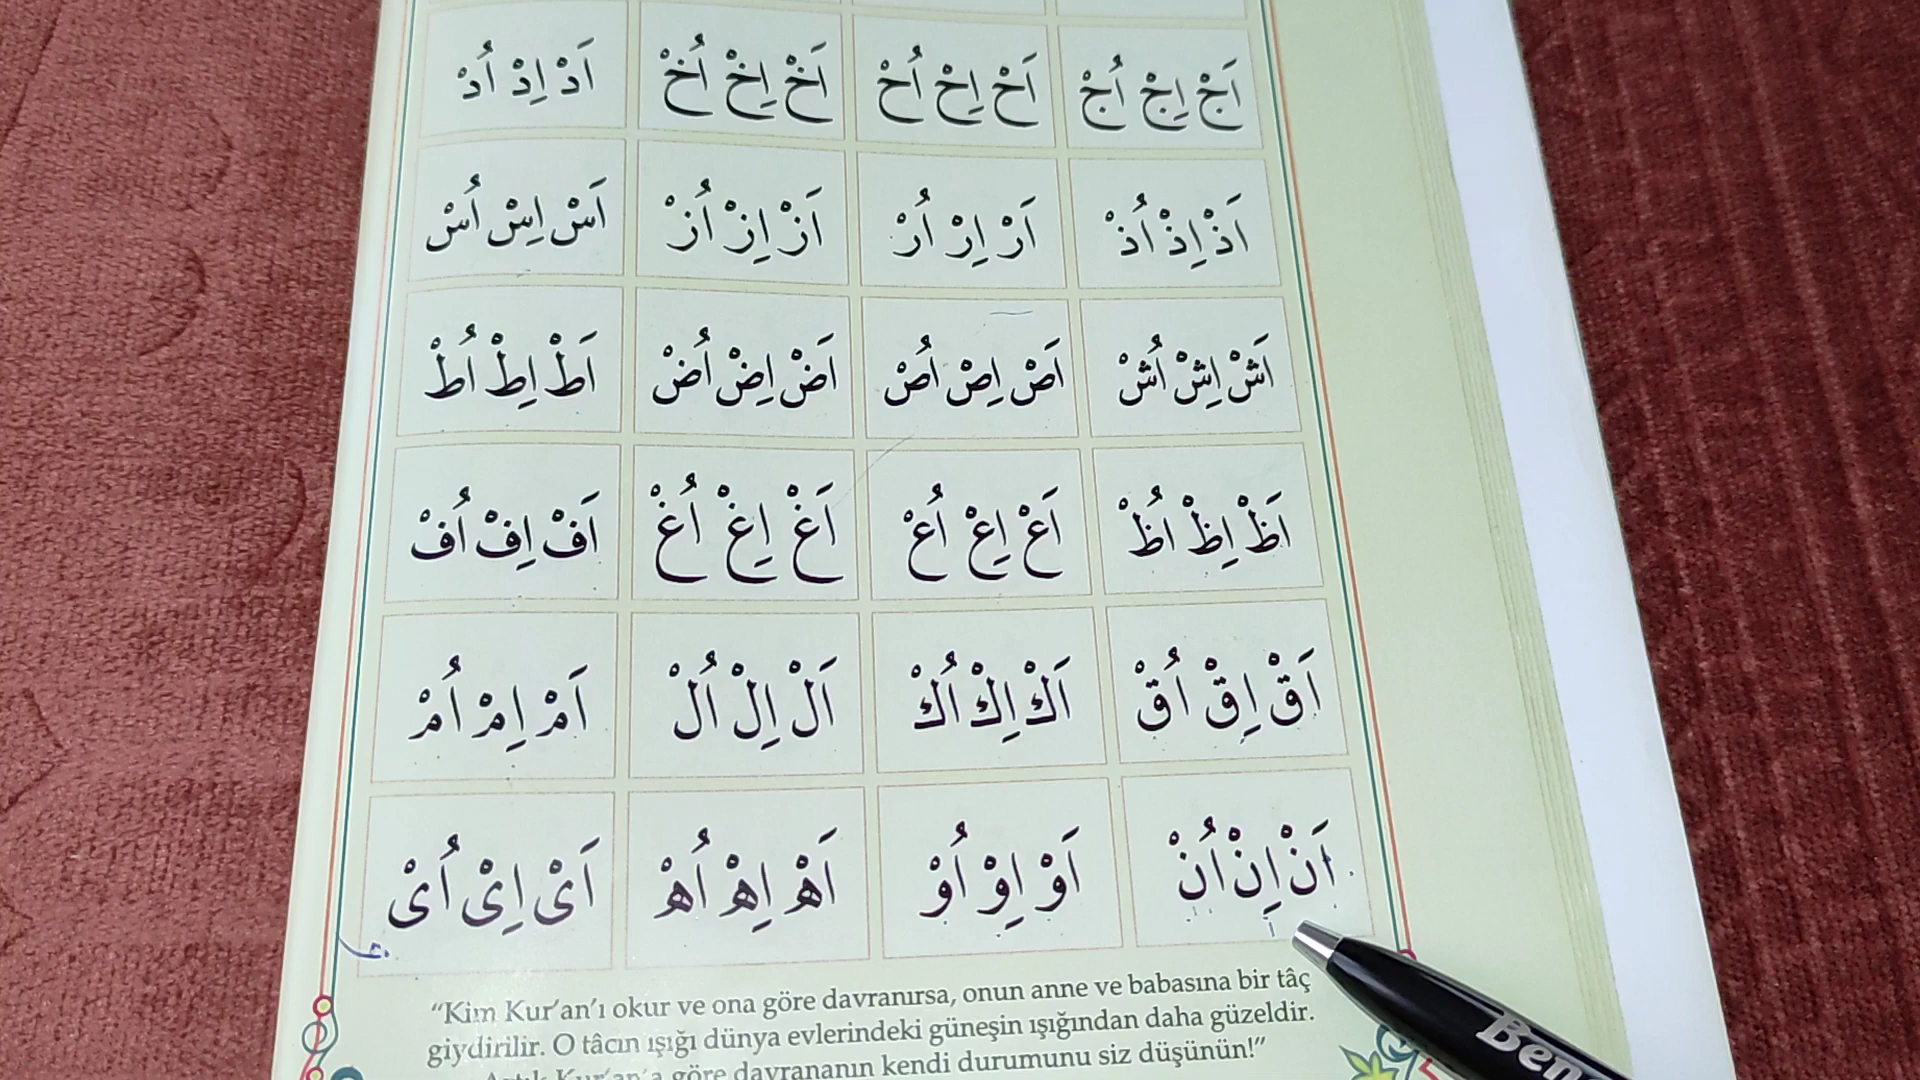 اَجْ اِجْ اُجْ اَحْ اِحْ اُحْ اَخْ اِخْ اُخْ اَدْ اِدْ اُدْ
اَذْ اِذْ اُذْ اَرْ اِرْ اُرْ اَزْ اِزْ اُزْ اَسْ اِسْ اُسْ
اَشْ اِشْ اُشْ اَصْ اِصْ اُصْ اَضْ اِضْ اُضْ اَطْ اِطْ اُطْ
اَظْ اِظْ اُظْ اَعْ اِعْ اُعْ اَغْ اِغْ اُغْ اَفْ اِفْ اُفْ
اَقْ اِقْ اُقْ اَكْ اِكْ اُكْ اَلْ اِلْ اُلْ اَمْ اِمْ اُمْ
اَنْ اِنْ اُنْ اَوْ اِوْ اُوْ اَهْ اِهْ اُهْ اَىْ اِىْ اُىْ
“Kim Kur’an’ı okur ve ona göre davranırsa, onun anne ve babasına bir tâç
giydirilir. O tâcın ışığı dünya evlerindeki güneşin ışığından daha güzeldir.
Artık Kur’an’a göre davrananın kendi durumunu siz düşünün!”